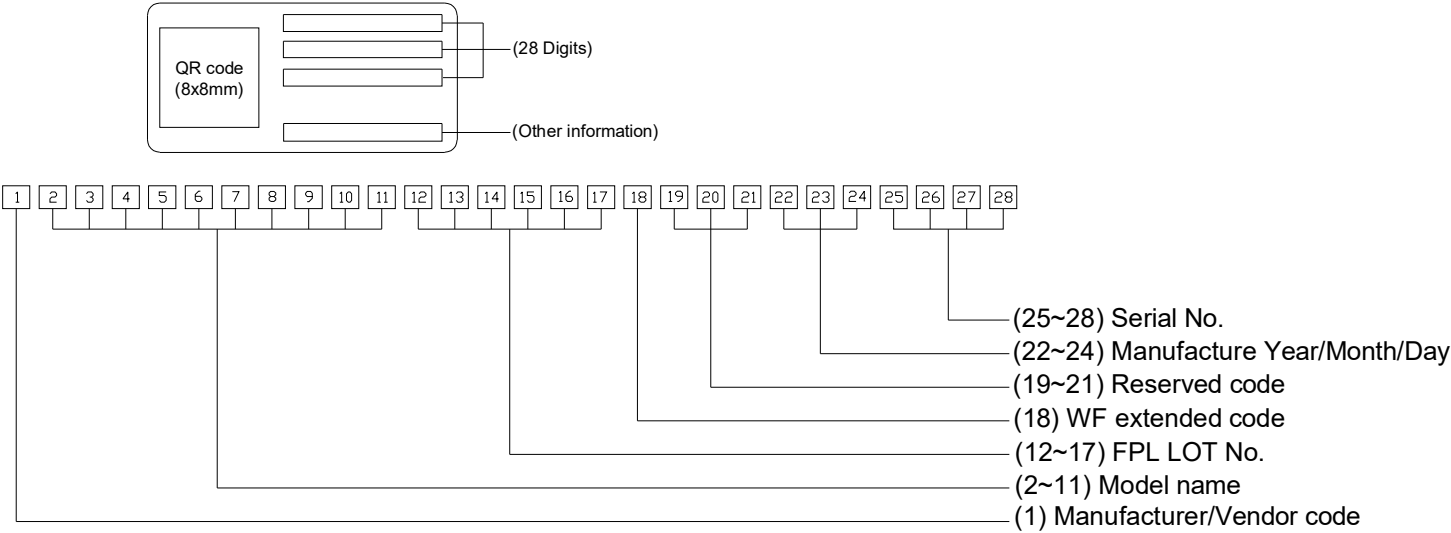 (28 Digits)
QR code
(8x8mm)
(Other information)
1 2 3 4 5 6 7 8 9 10 11 12 13 14 15 16 17 18 19 20 21 22 23 24 25 26 27 28
(25~28) Serial No.
(22~24) Manufacture Year/Month/Day
(19~21) Reserved code
(18) WF extended code
(12~17) FPL LOT No.
(2~11) Model name
(1) Manufacturer/Vendor code